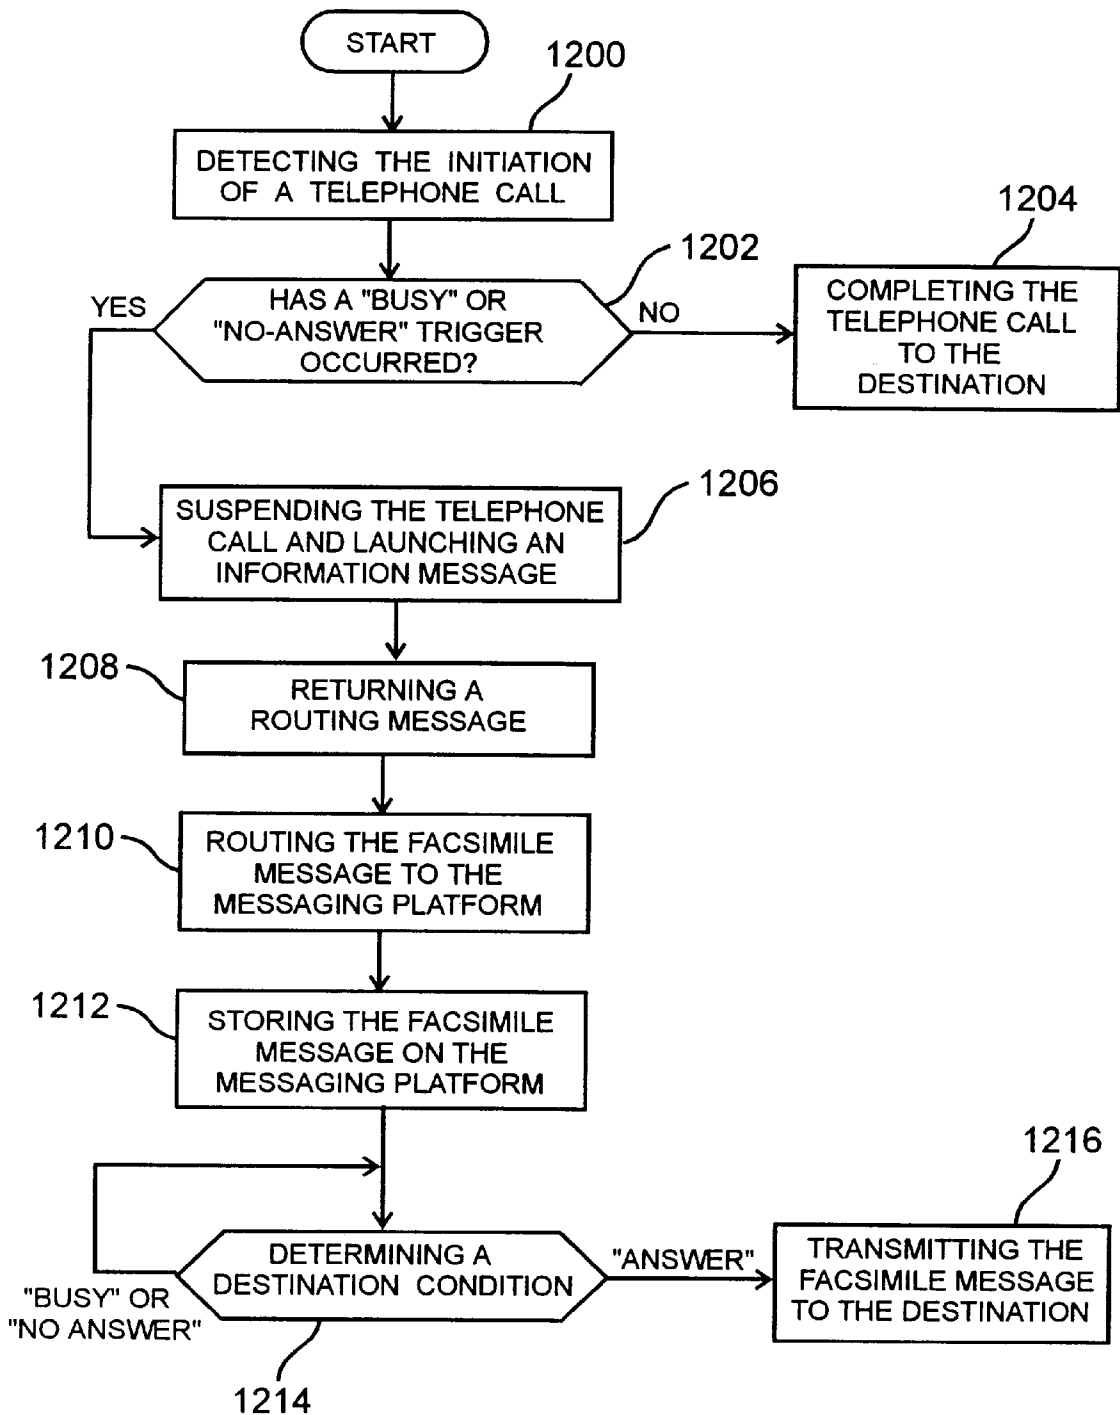 START
1200
DETECTING THE INITIATION
OF A TELEPHONE CALL
1202
1204
YES
HAS A "BUSY" OR
"NO-ANSWER" TRIGGER
OCCURRED?
NO
COMPLETING THE
TELEPHONE CALL
TO THE
DESTINATION
1206
SUSPENDING THE TELEPHONE
CALL AND LAUNCHING AN
INFORMATION MESSAGE
1208
RETURNING A
ROUTING MESSAGE
1210
ROUTING THE FACSIMILE
MESSAGE TO THE
MESSAGING PLATFORM
1212
STORING THE FACSIMILE
MESSAGE ON THE
MESSAGING PLATFORM
1216
DETERMINING A
DESTINATION CONDITION
"ANSWER"
TRANSMITTING THE
FACSIMILE MESSAGE
TO THE DESTINATION
"BUSY" OR
"NO ANSWER"
1214